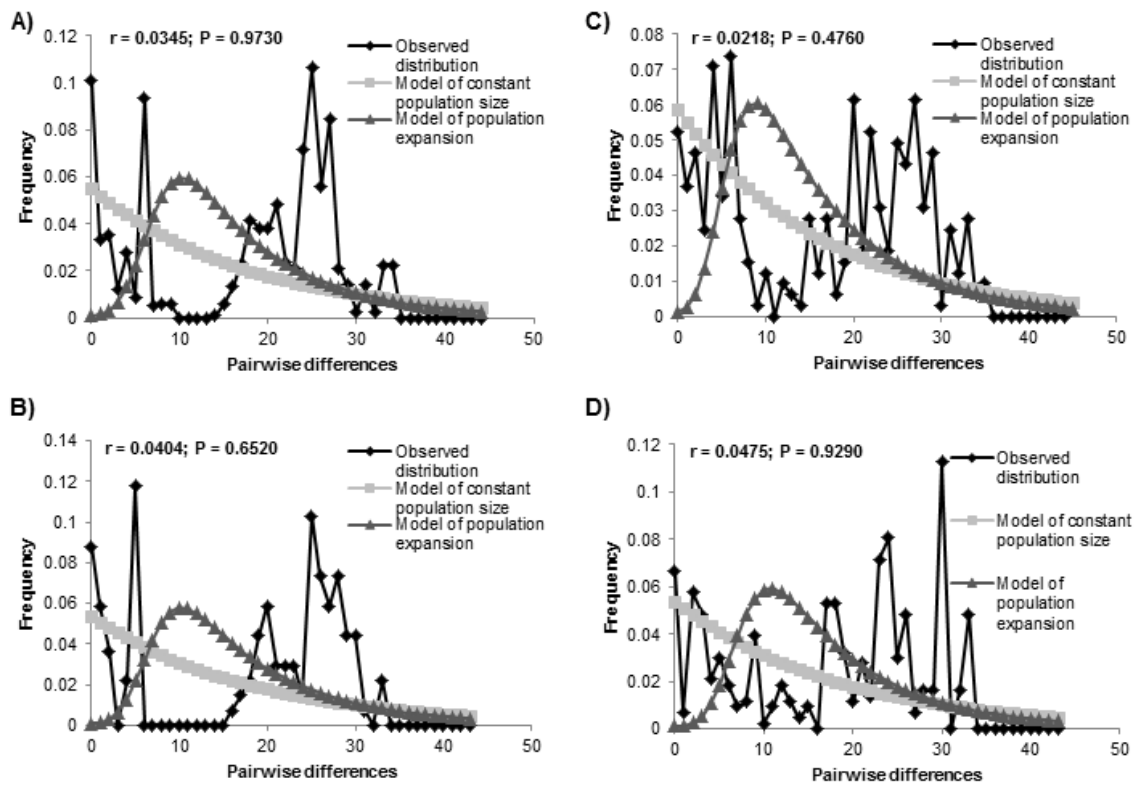 A)
r = 0.0345; P = 0.9730
Observed
distribution
Model of constant
population size
Model of population
expansion
Frequency
0.12
0.1
0.08
0.06
0.04
0.02
0
0 10 20 30 40 50
Pairwise differences
B)
r = 0.0404; P = 0.6520
Observed
distribution
Model of constant
population size
Model of population
expansion
Frequency
0.14
0.12
0.1
0.08
0.06
0.04
0.02
0
0 10 20 30 40 50
Pairwise differences
C)
r = 0.0218; P = 0.4760
Observed
distribution
Model of constant
population size
Model of population
expansion
Frequency
0.08
0.07
0.06
0.05
0.04
0.03
0.02
0.01
0
0 10 20 30 40 50
Pairwise differences
D)
r = 0.0475; P = 0.9290
Observed
distribution
Model of constant
population size
Model of
population
expansion
Frequency
0.12
0.1
0.08
0.06
0.04
0.02
0
0 10 20 30 40 50
Pairwise differences